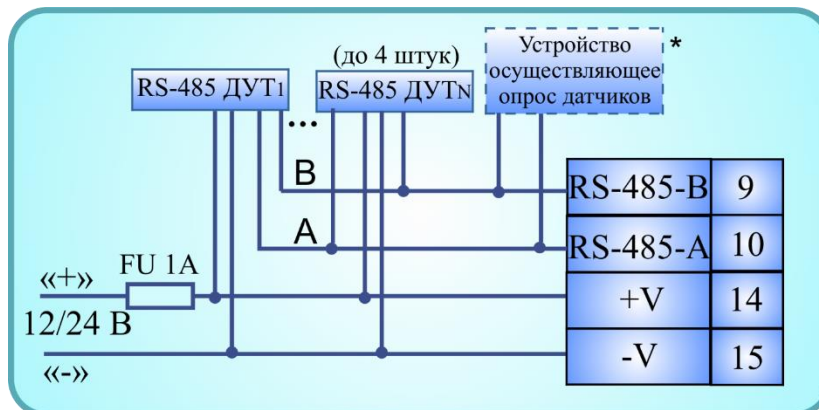 (до 4 штук)
Устройство осуществляющее опрос датчиков
*
RS-485 ДУТ1
...
RS-485 ДУТN
B
RS-485-B 9
A
RS-485-A 10
«+»
FU 1A
+V 14
12/24 В
-V 15
«-»